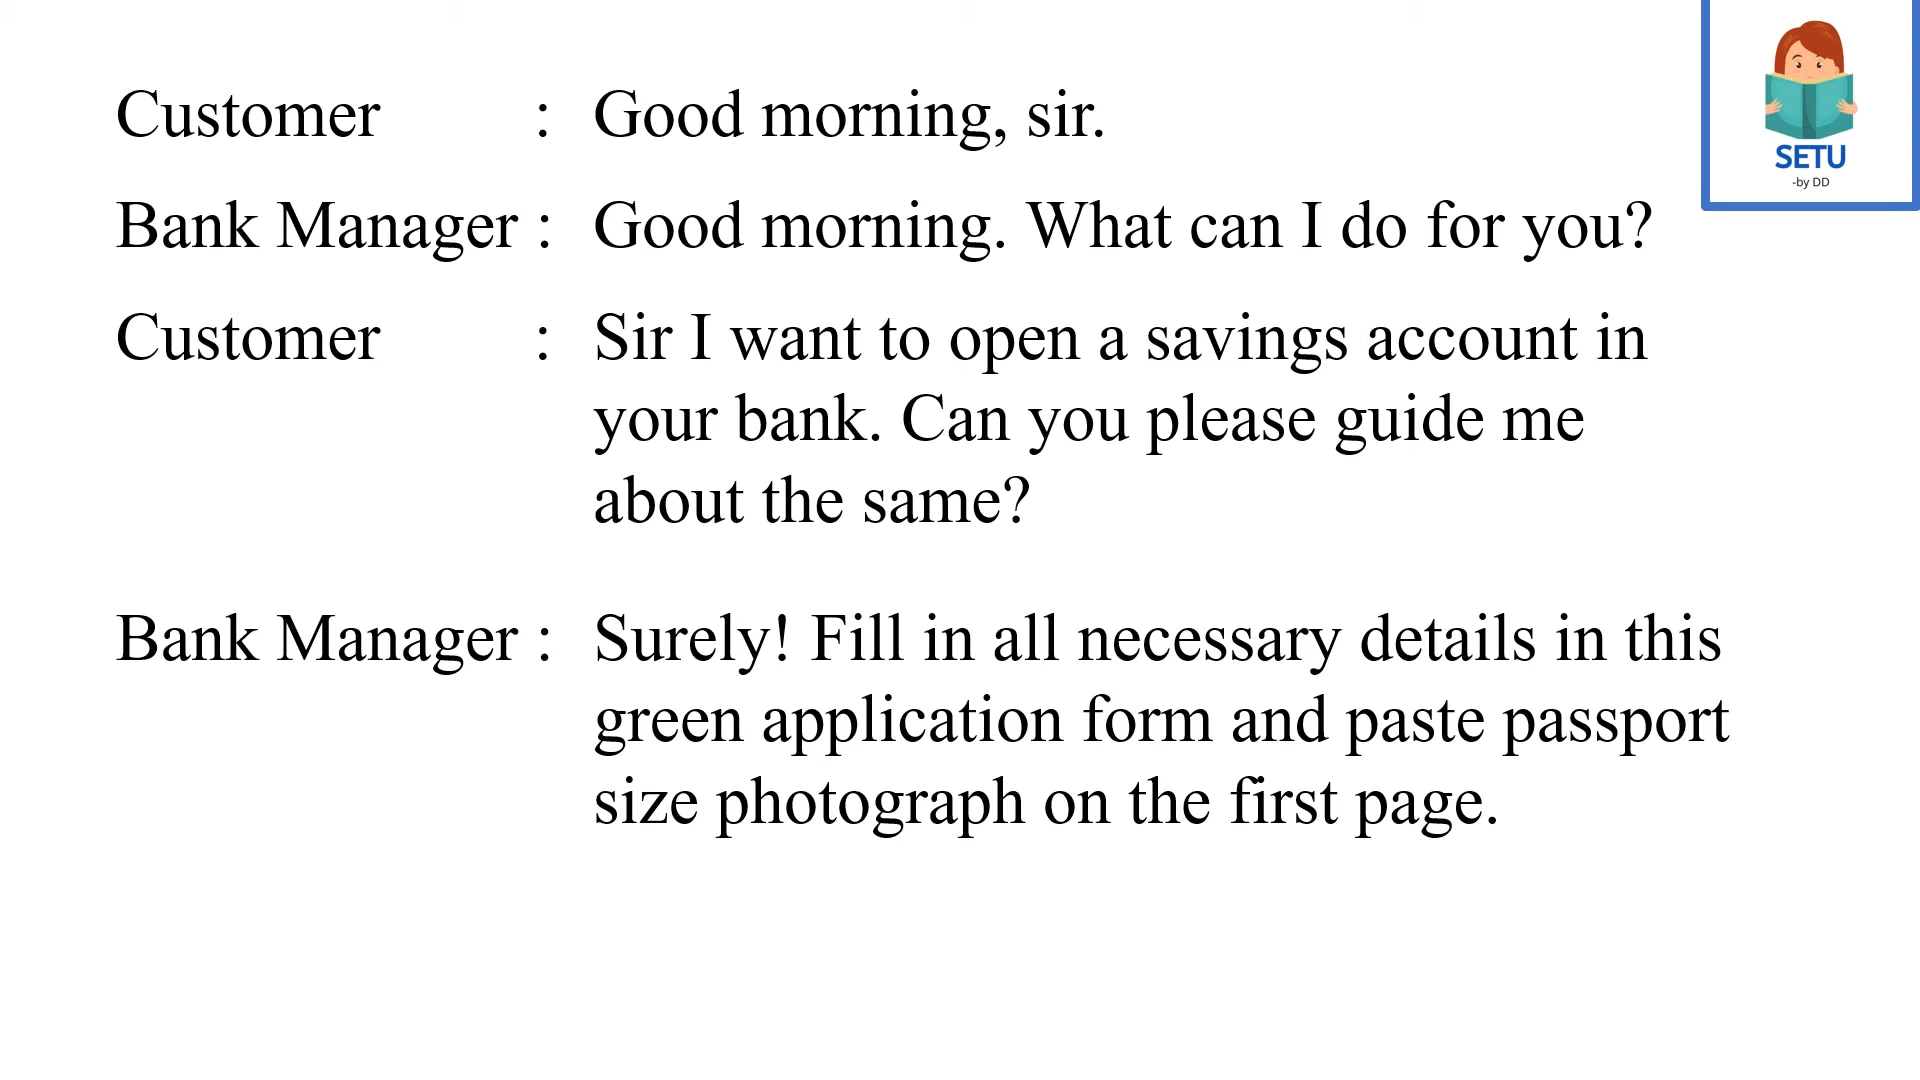 Customer : Good morning, sir.
Bank Manager : Good morning. What can I do for you?
Customer : Sir I want to open a savings account in
your bank. Can you please guide me
about the same?
Bank Manager : Surely! Fill in all necessary details in this
green application form and paste passport
size photograph on the first page.
SETU
-by DD